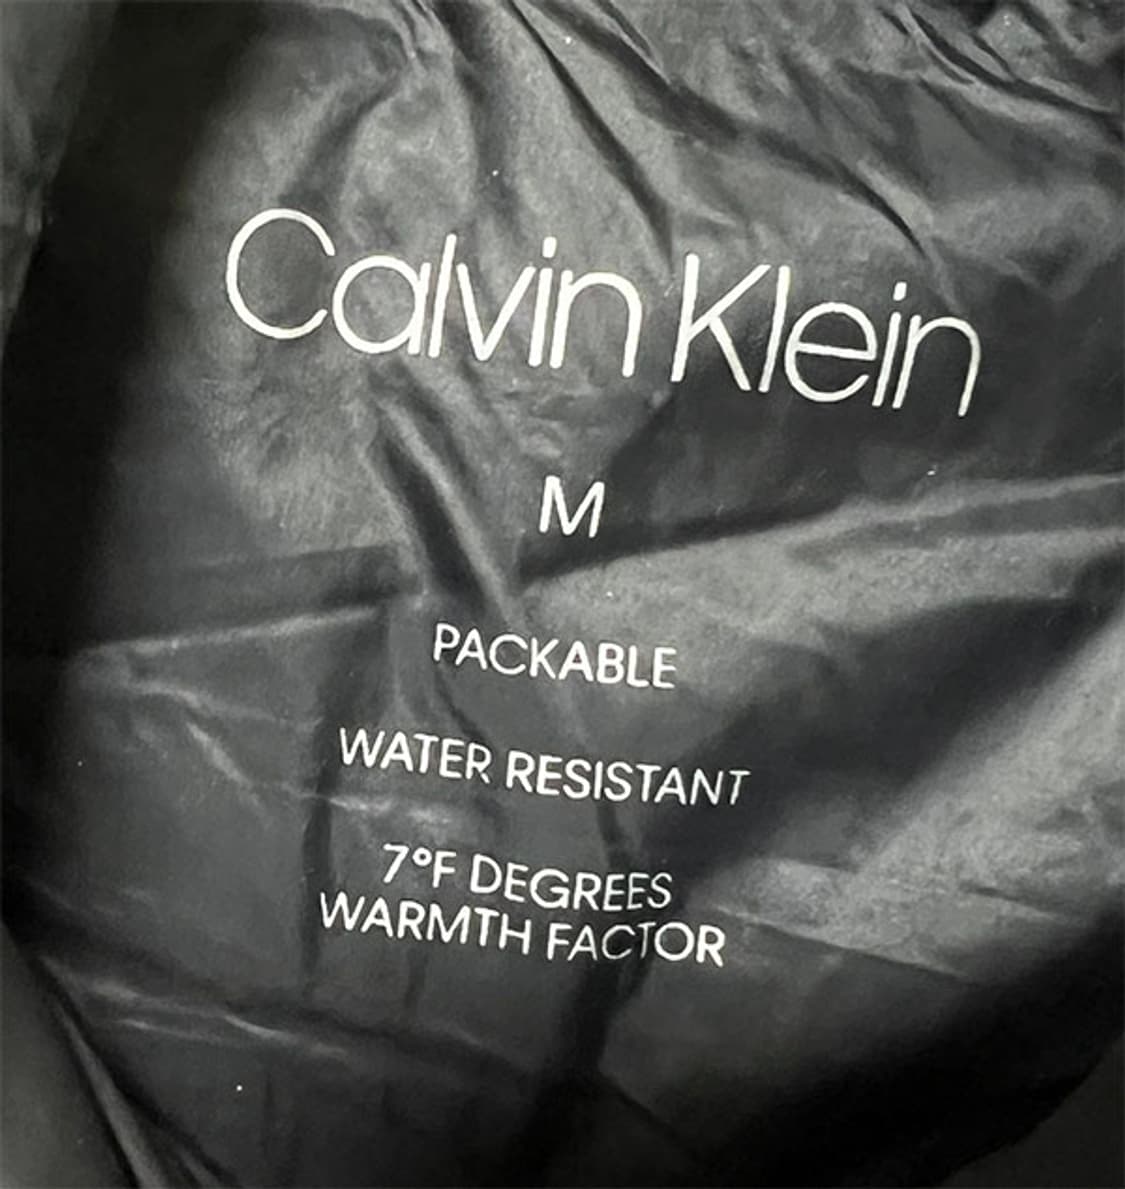 Calvin Klein
M
PACKABLE
WATER RESISTANT
7°F DEGREES
WARMTH FACTOR